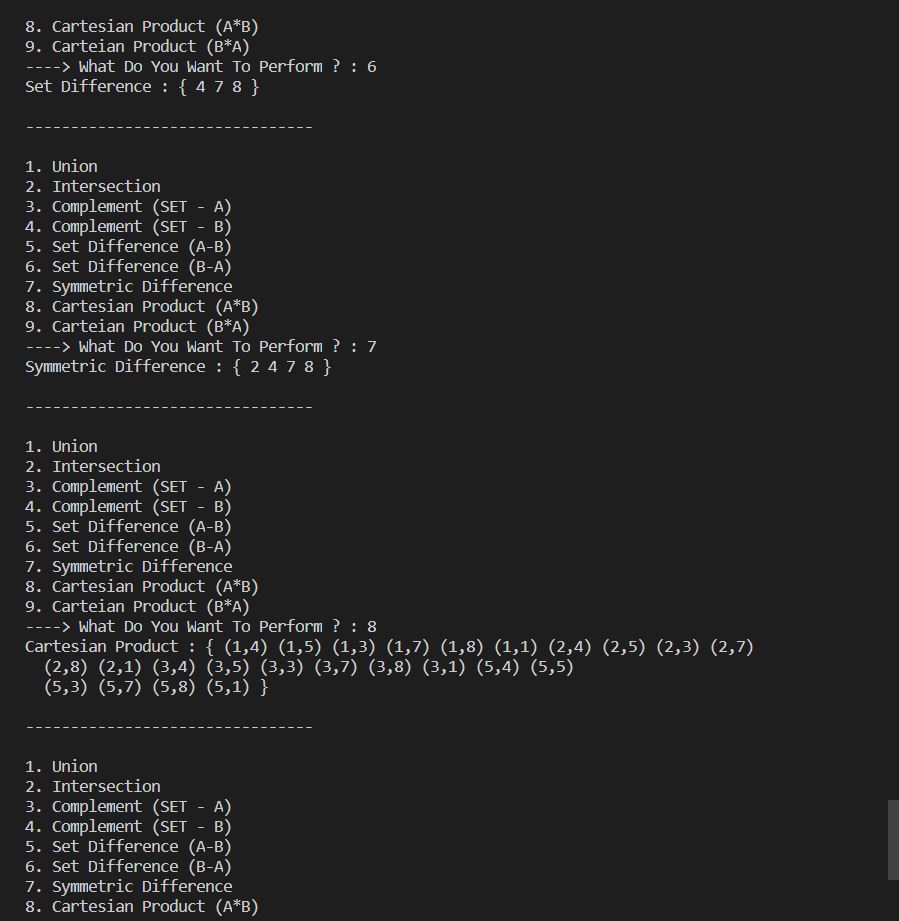 8. Cartesian Product (A*B)
9. Carteian Product (B*A)
----> What Do You Want To Perform ? : 6
Set Difference : { 4 7 8 }
--------------------------------
1. Union
2. Intersection
3. Complement (SET - A)
4. Complement (SET - B)
5. Set Difference (A-B)
6. Set Difference (B-A)
7. Symmetric Difference
8. Cartesian Product (A*B)
9. Carteian Product (B*A)
----> What Do You Want To Perform ? : 7
Symmetric Difference : { 2 4 7 8 }
--------------------------------
1. Union
2. Intersection
3. Complement (SET - A)
4. Complement (SET - B)
5. Set Difference (A-B)
6. Set Difference (B-A)
7. Symmetric Difference
8. Cartesian Product (A*B)
9. Carteian Product (B*A)
----> What Do You Want To Perform ? : 8
Cartesian Product : { (1,4) (1,5) (1,3) (1,7) (1,8) (1,1) (2,4) (2,5) (2,3) (2,7)
(2,8) (2,1) (3,4) (3,5) (3,3) (3,7) (3,8) (3,1) (5,4) (5,5)
(5,3) (5,7) (5,8) (5,1) }
--------------------------------
1. Union
2. Intersection
3. Complement (SET - A)
4. Complement (SET - B)
5. Set Difference (A-B)
6. Set Difference (B-A)
7. Symmetric Difference
8. Cartesian Product (A*B)